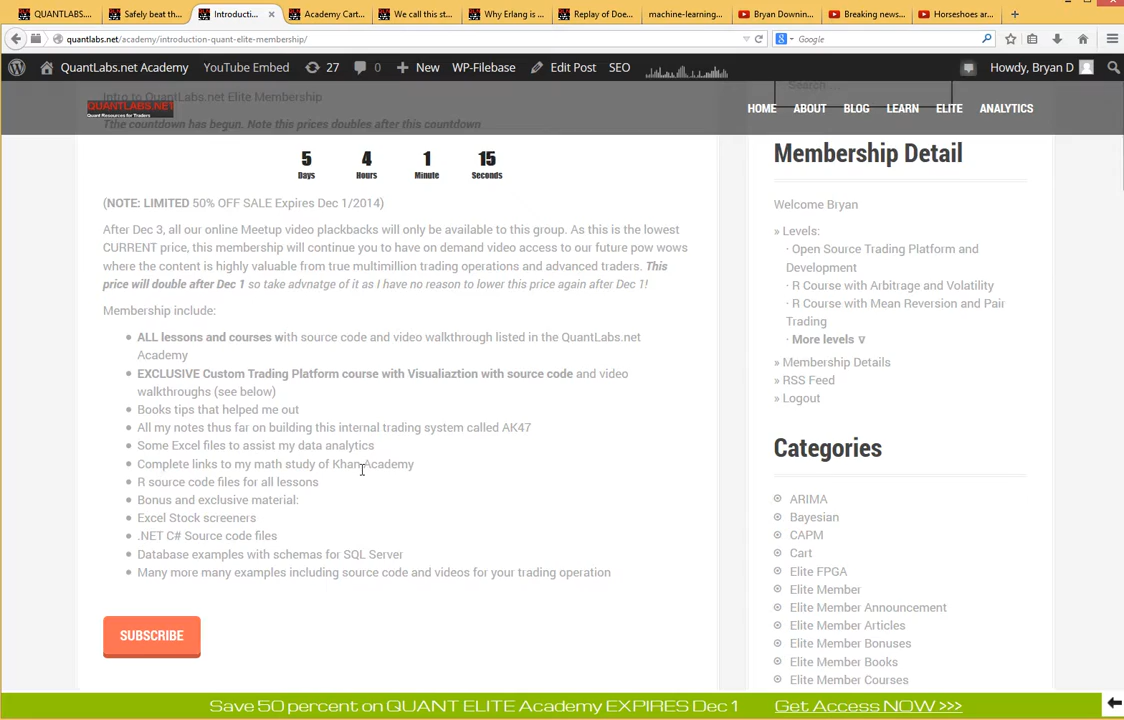 QUANTLABS....
Safely beat th...
Introducti...
Academy Cart...
We call this st...
Why Erlang is ...
Replay of Doe...
machine-learning...
Bryan Downin...
Breaking news...
Horseshoes ar...
quantlabs.net/academy/introduction-quant-elite-membership/
Google
QuantLabs.net Academy
YouTube Embed
27
0
New
WP-Filebase
Edit Post
SEO
Howdy, Bryan D
Intro to QuantLabs.net Elite Membership
Search...
QUANTLABS.NET
Quant Resources for Traders
HOME
ABOUT
BLOG
LEARN
ELITE
ANALYTICS
Tthe countdown has begun. Note this prices doubles after this countdown
5 4 1 15
Days Hours Minute Seconds
(NOTE: LIMITED 50% OFF SALE Expires Dec 1/2014)
After Dec 3, all our online Meetup video plackbacks will only be available to this group. As this is the lowest
CURRENT price, this membership will continue you to have on demand video access to our future pow wows
where the content is highly valuable from true multimillion trading operations and advanced traders. This
price will double after Dec 1 so take advnatge of it as I have no reason to lower this price again after Dec 1!
Membership include:
ALL lessons and courses with source code and video walkthrough listed in the QuantLabs.net
Academy
EXCLUSIVE Custom Trading Platform course with Visualiaztion with source code and video
walkthroughs (see below)
Books tips that helped me out
All my notes thus far on building this internal trading system called AK47
Some Excel files to assist my data analytics
Complete links to my math study of Khan Academy
R source code files for all lessons
Bonus and exclusive material:
Excel Stock screeners
.NET C# Source code files
Database examples with schemas for SQL Server
Many more many examples including source code and videos for your trading operation
SUBSCRIBE
Membership Detail
Welcome Bryan
» Levels:
· Open Source Trading Platform and
Development
· R Course with Arbitrage and Volatility
· R Course with Mean Reversion and Pair
Trading
· More levels ∇
» Membership Details
» RSS Feed
» Logout
Categories
ARIMA
Bayesian
CAPM
Cart
Elite FPGA
Elite Member
Elite Member Announcement
Elite Member Articles
Elite Member Bonuses
Elite Member Books
Elite Member Courses
Save 50 percent on QUANT ELITE Academy EXPIRES Dec 1
Get Access NOW >>>